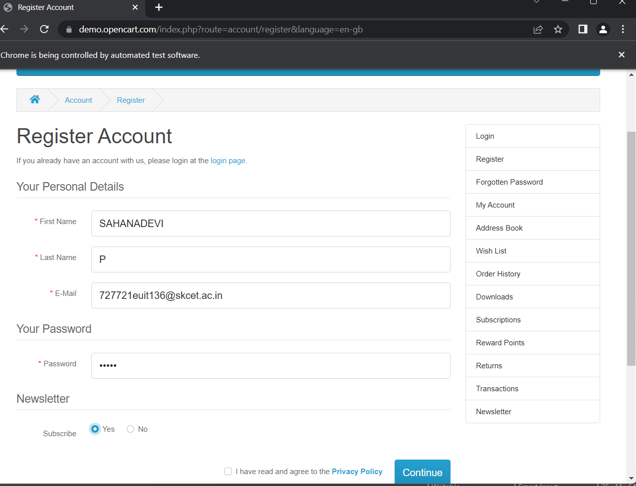 Register Account
demo.opencart.com/index.php?route=account/register&language=en-gb
Chrome is being controlled by automated test software.
Account
Register
Register Account
If you already have an account with us, please login at the login page.
Your Personal Details
* First Name
SAHANADEVI
* Last Name
P
* E-Mail
727721euit136@skcet.ac.in
Your Password
* Password
•••••
Newsletter
Subscribe
Yes
No
I have read and agree to the Privacy Policy
Continue
Login
Register
Forgotten Password
My Account
Address Book
Wish List
Order History
Downloads
Subscriptions
Reward Points
Returns
Transactions
Newsletter